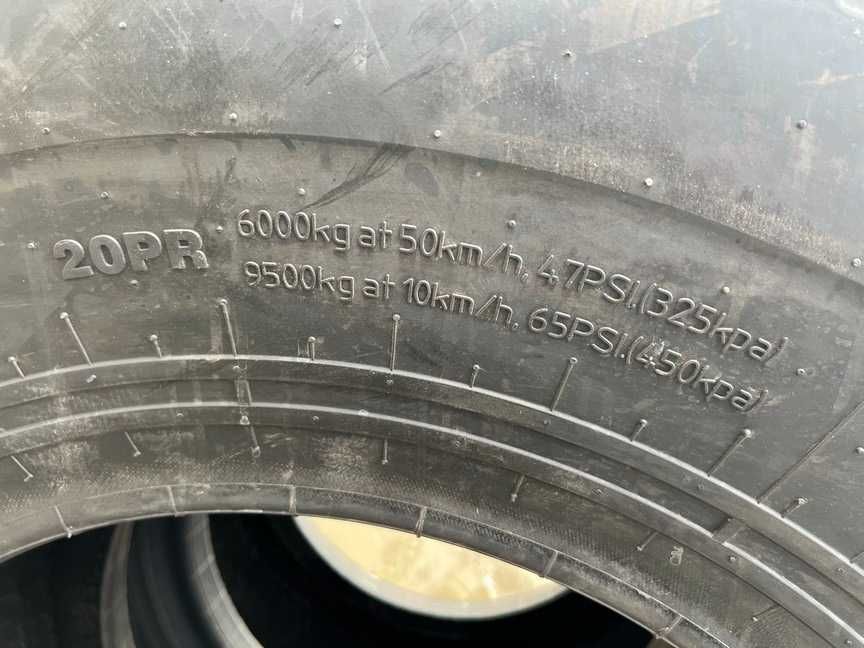 20PR
6000kg at 50km/h, 47PSI.(325kpa)
9500kg at 10km/h, 65PSI.(450kpa)